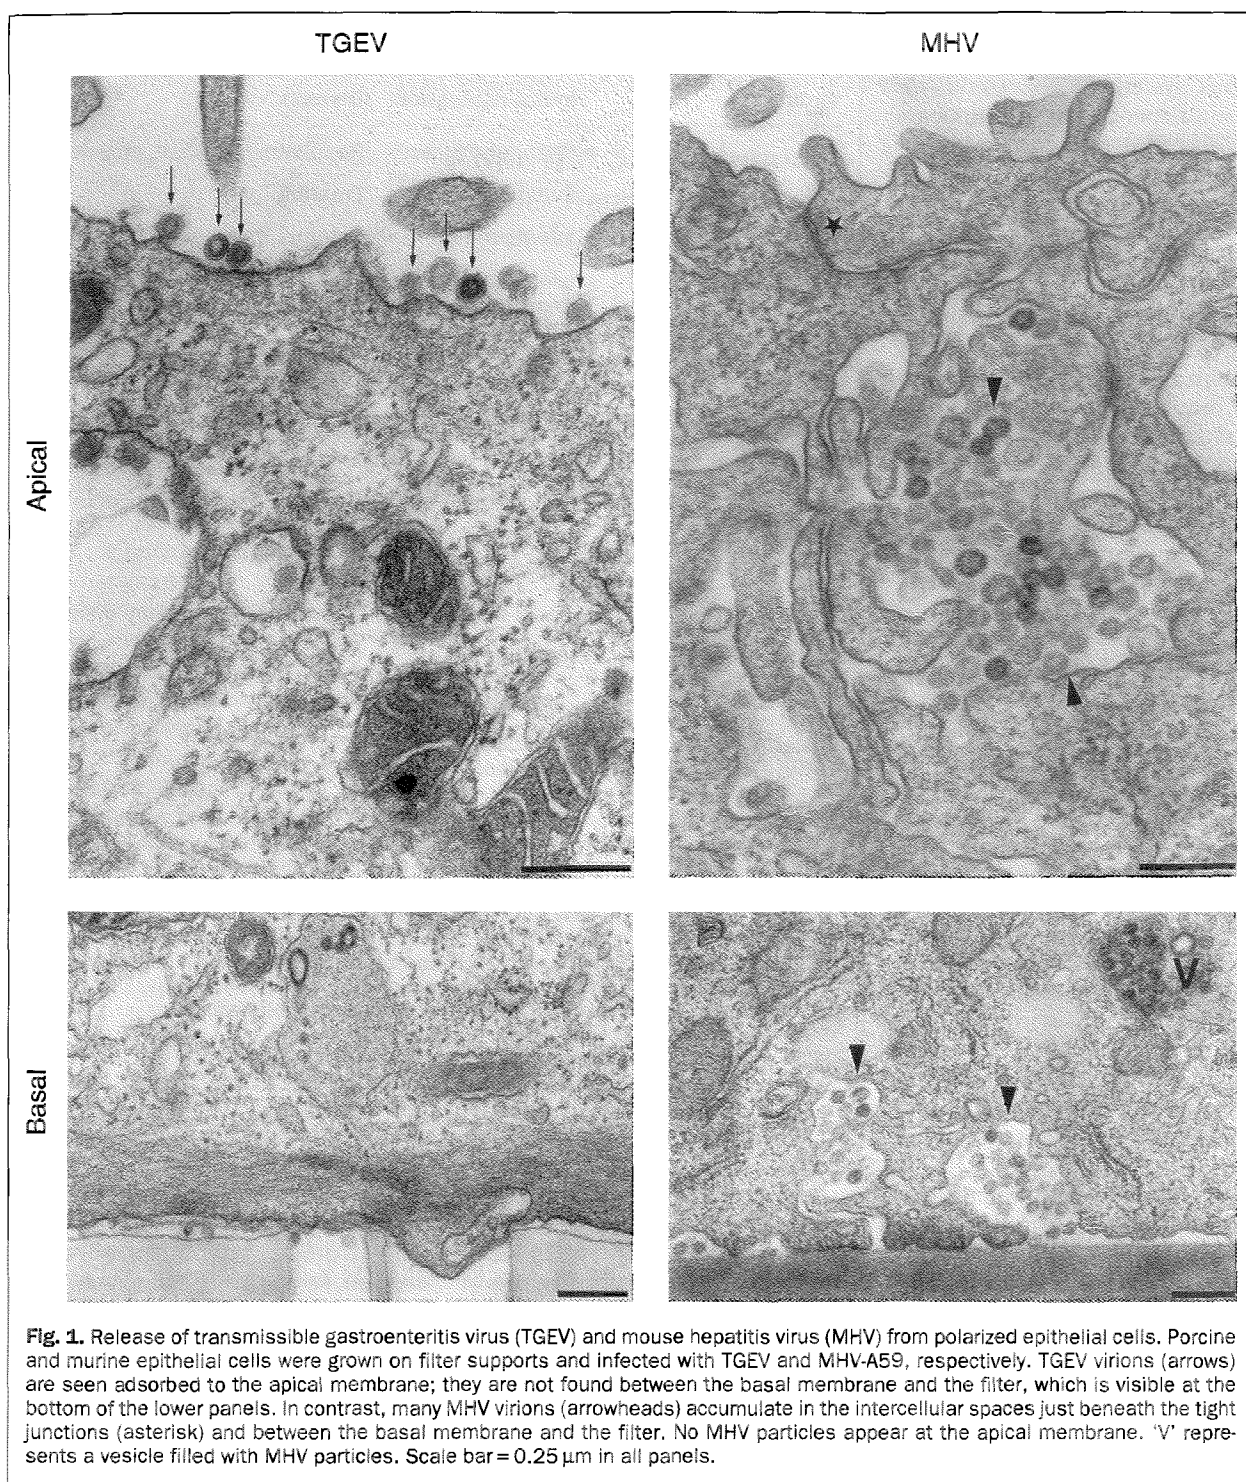 TGEV
MHV
Apical
V
Basal
Fig. 1. Release of transmissible gastroenteritis virus (TGEV) and mouse hepatitis virus (MHV) from polarized epithelial cells. Porcine
and murine epithelial cells were grown on filter supports and infected with TGEV and MHV-A59, respectively. TGEV virions (arrows)
are seen adsorbed to the apical membrane; they are not found between the basal membrane and the filter, which is visible at the
bottom of the lower panels. In contrast, many MHV virions (arrowheads) accumulate in the intercellular spaces just beneath the tight
junctions (asterisk) and between the basal membrane and the filter. No MHV particles appear at the apical membrane. 'V' repre-
sents a vesicle filled with MHV particles. Scale bar = 0.25 μm in all panels.